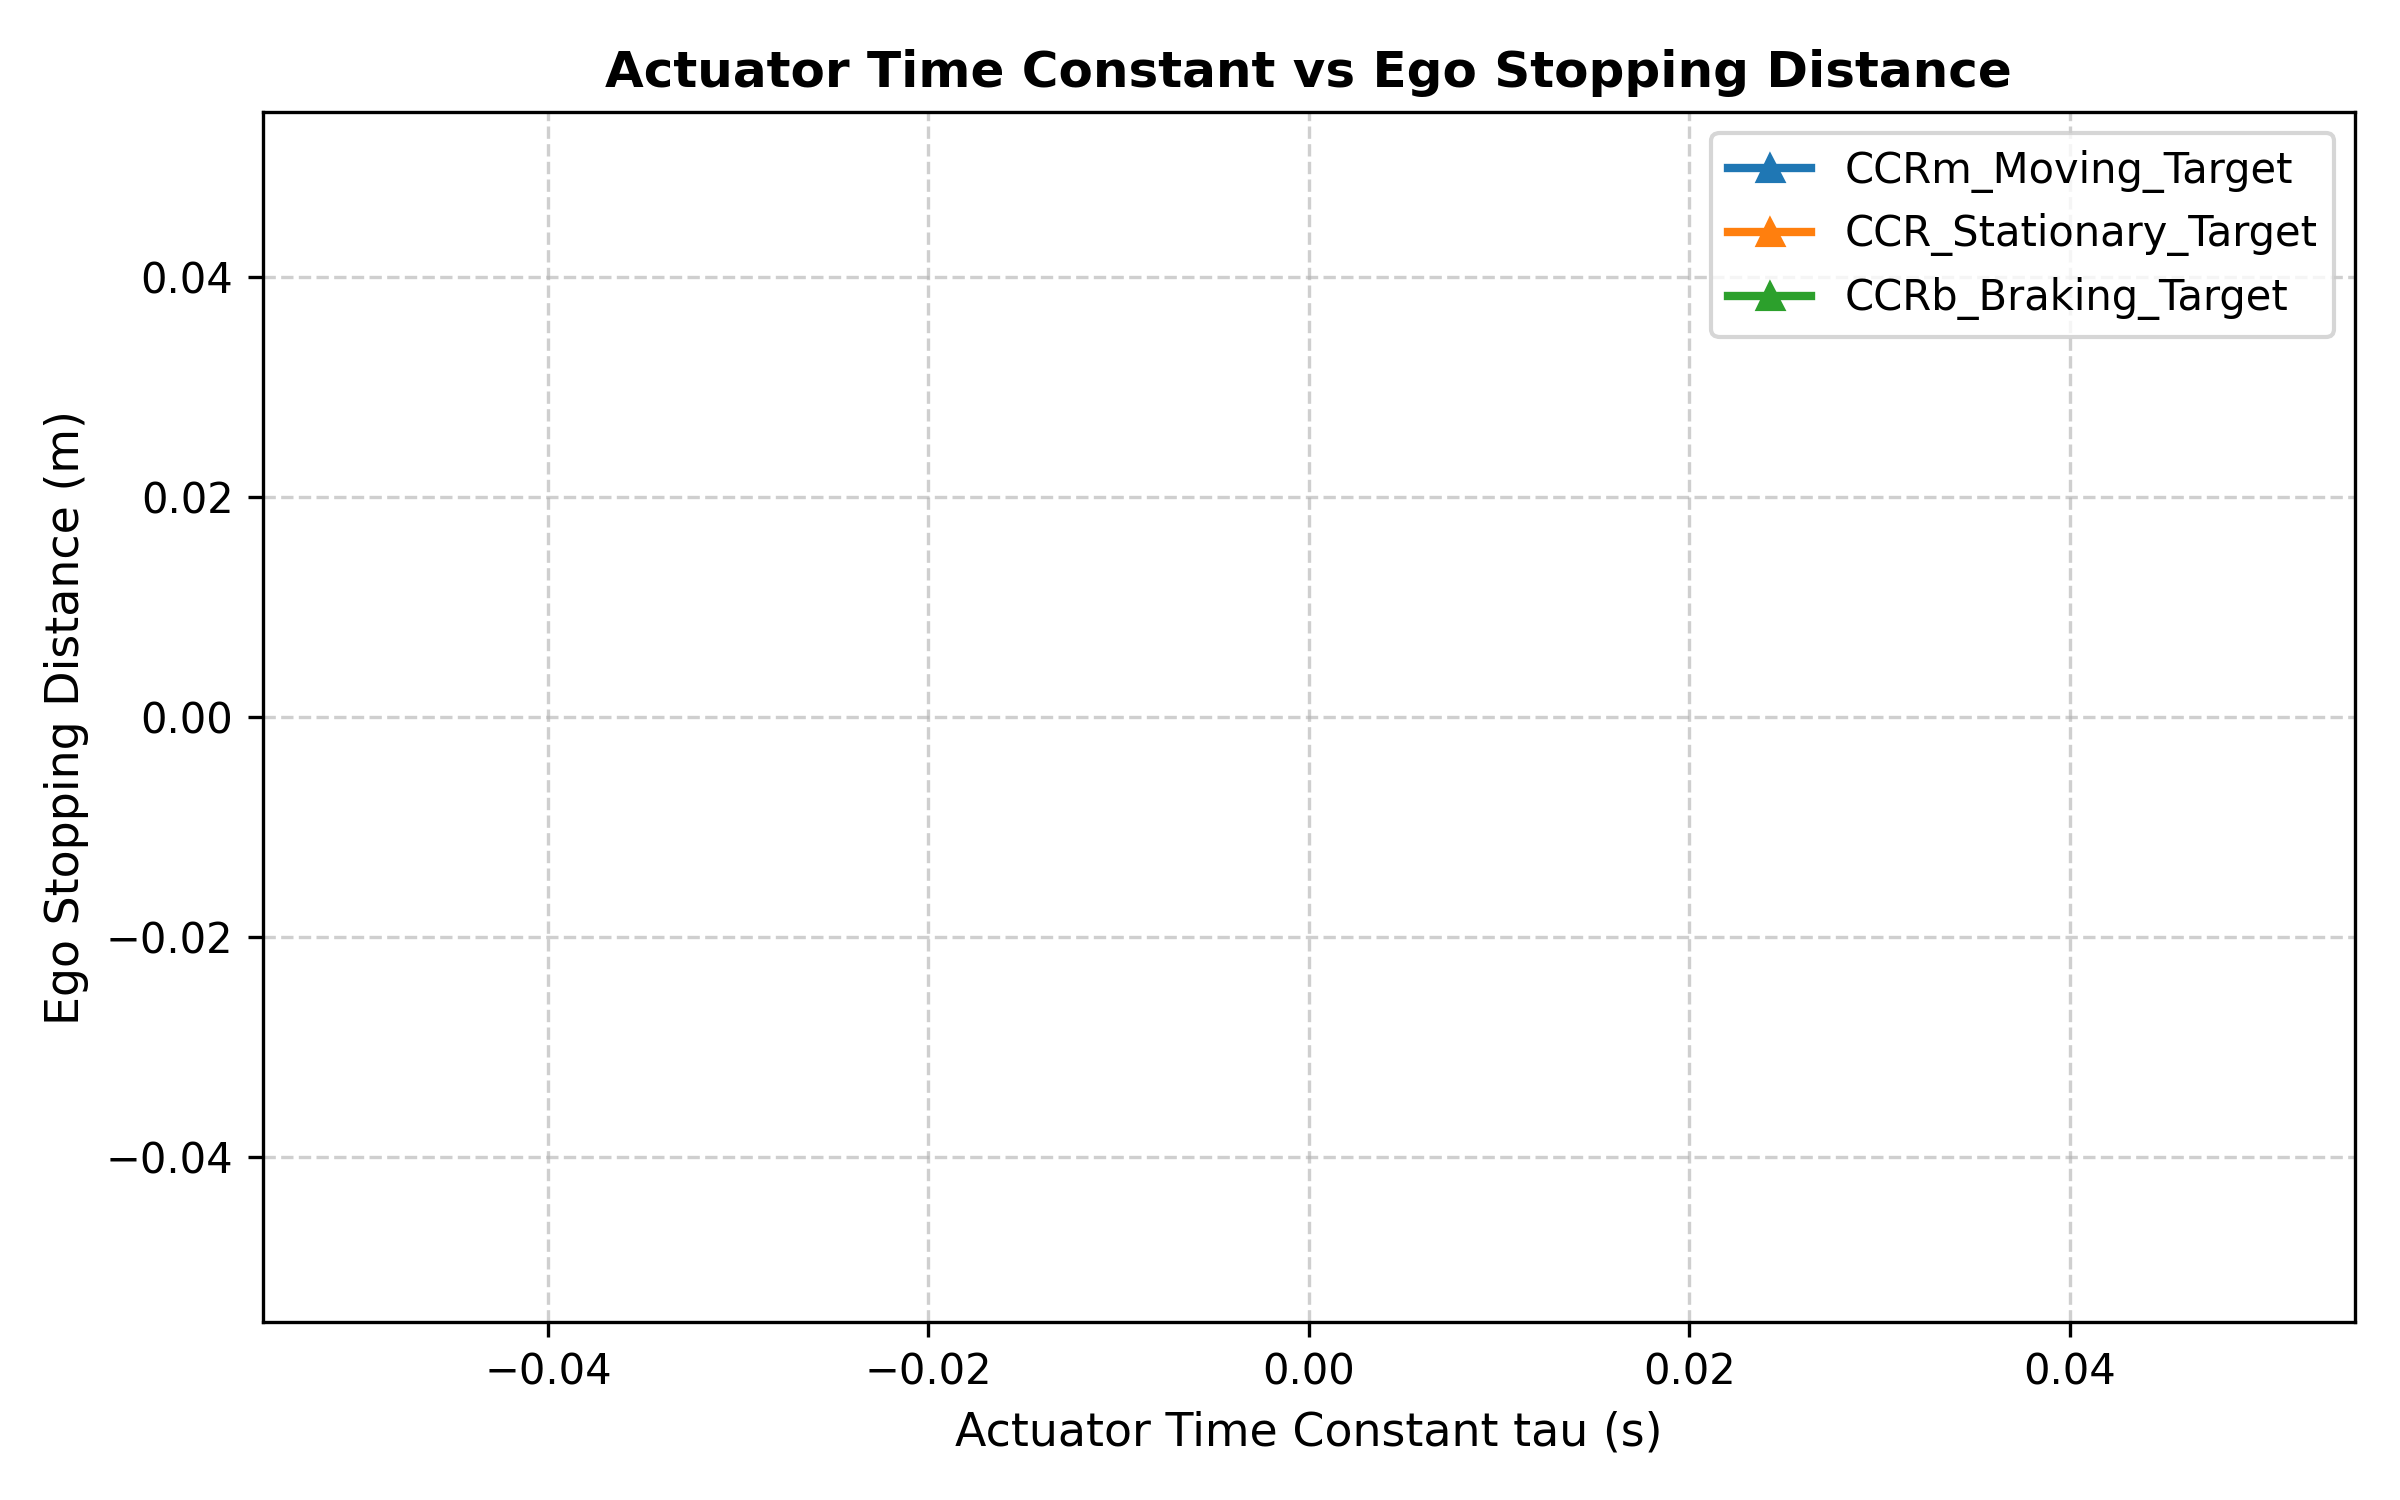 Actuator Time Constant vs Ego Stopping Distance
CCRm_Moving_Target
CCR_Stationary_Target
CCRb_Braking_Target
Ego Stopping Distance (m)
0.04
0.02
0.00
−0.02
−0.04
−0.04 −0.02 0.00 0.02 0.04
Actuator Time Constant tau (s)